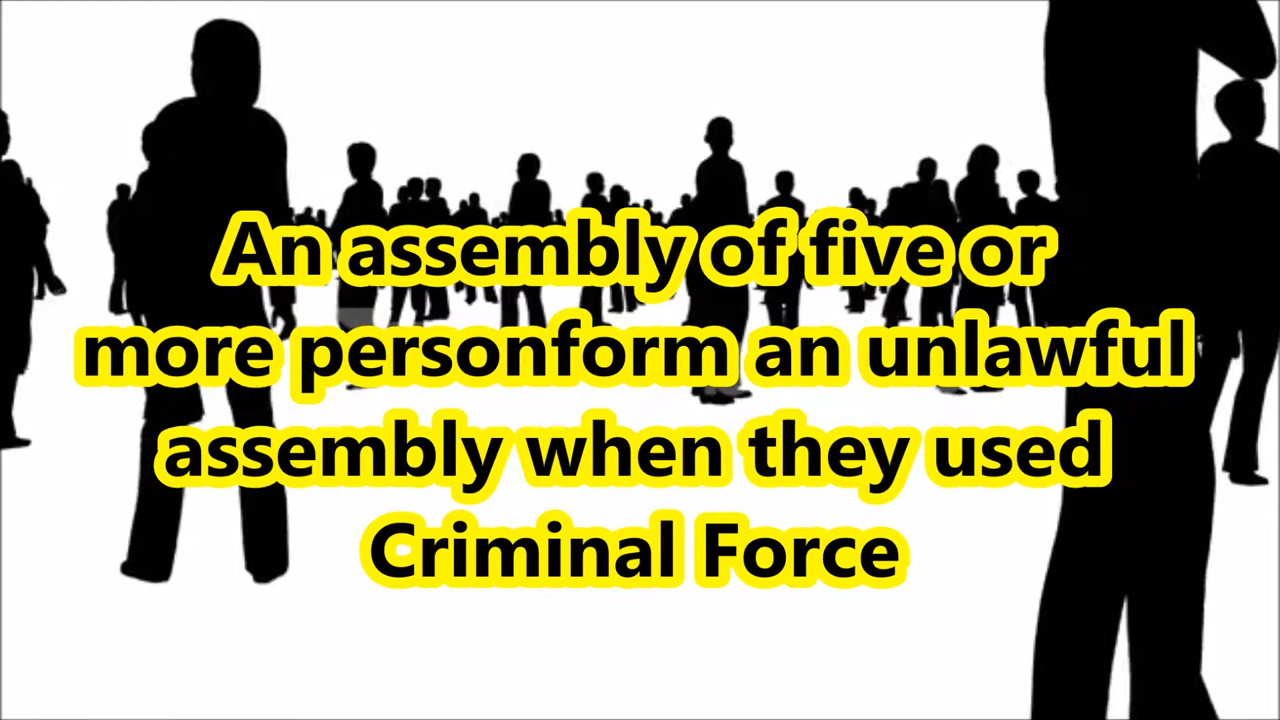 An assembly of five or
more personform an unlawful
assembly when they used
Criminal Force